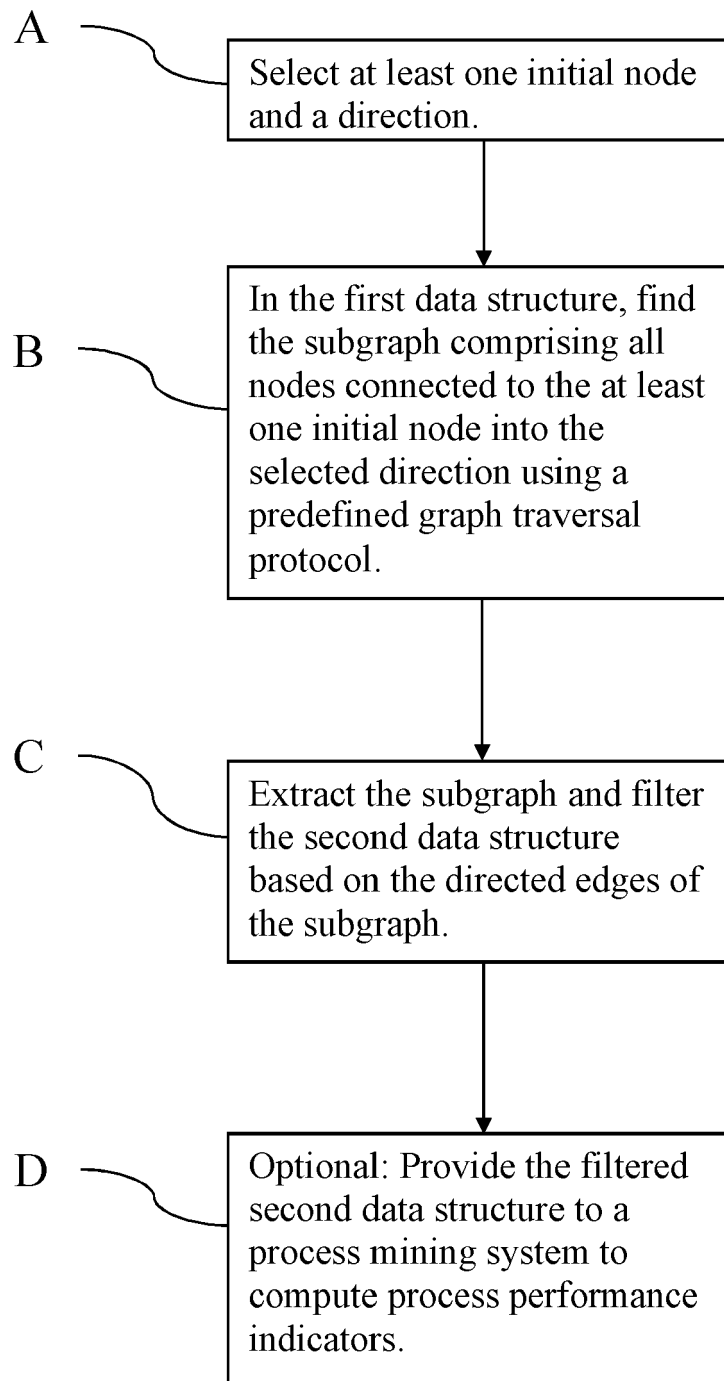 A
Select at least one initial node
and a direction.
B
In the first data structure, find
the subgraph comprising all
nodes connected to the at least
one initial node into the
selected direction using a
predefined graph traversal
protocol.
C
Extract the subgraph and filter
the second data structure
based on the directed edges of
the subgraph.
D
Optional: Provide the filtered
second data structure to a
process mining system to
compute process performance
indicators.